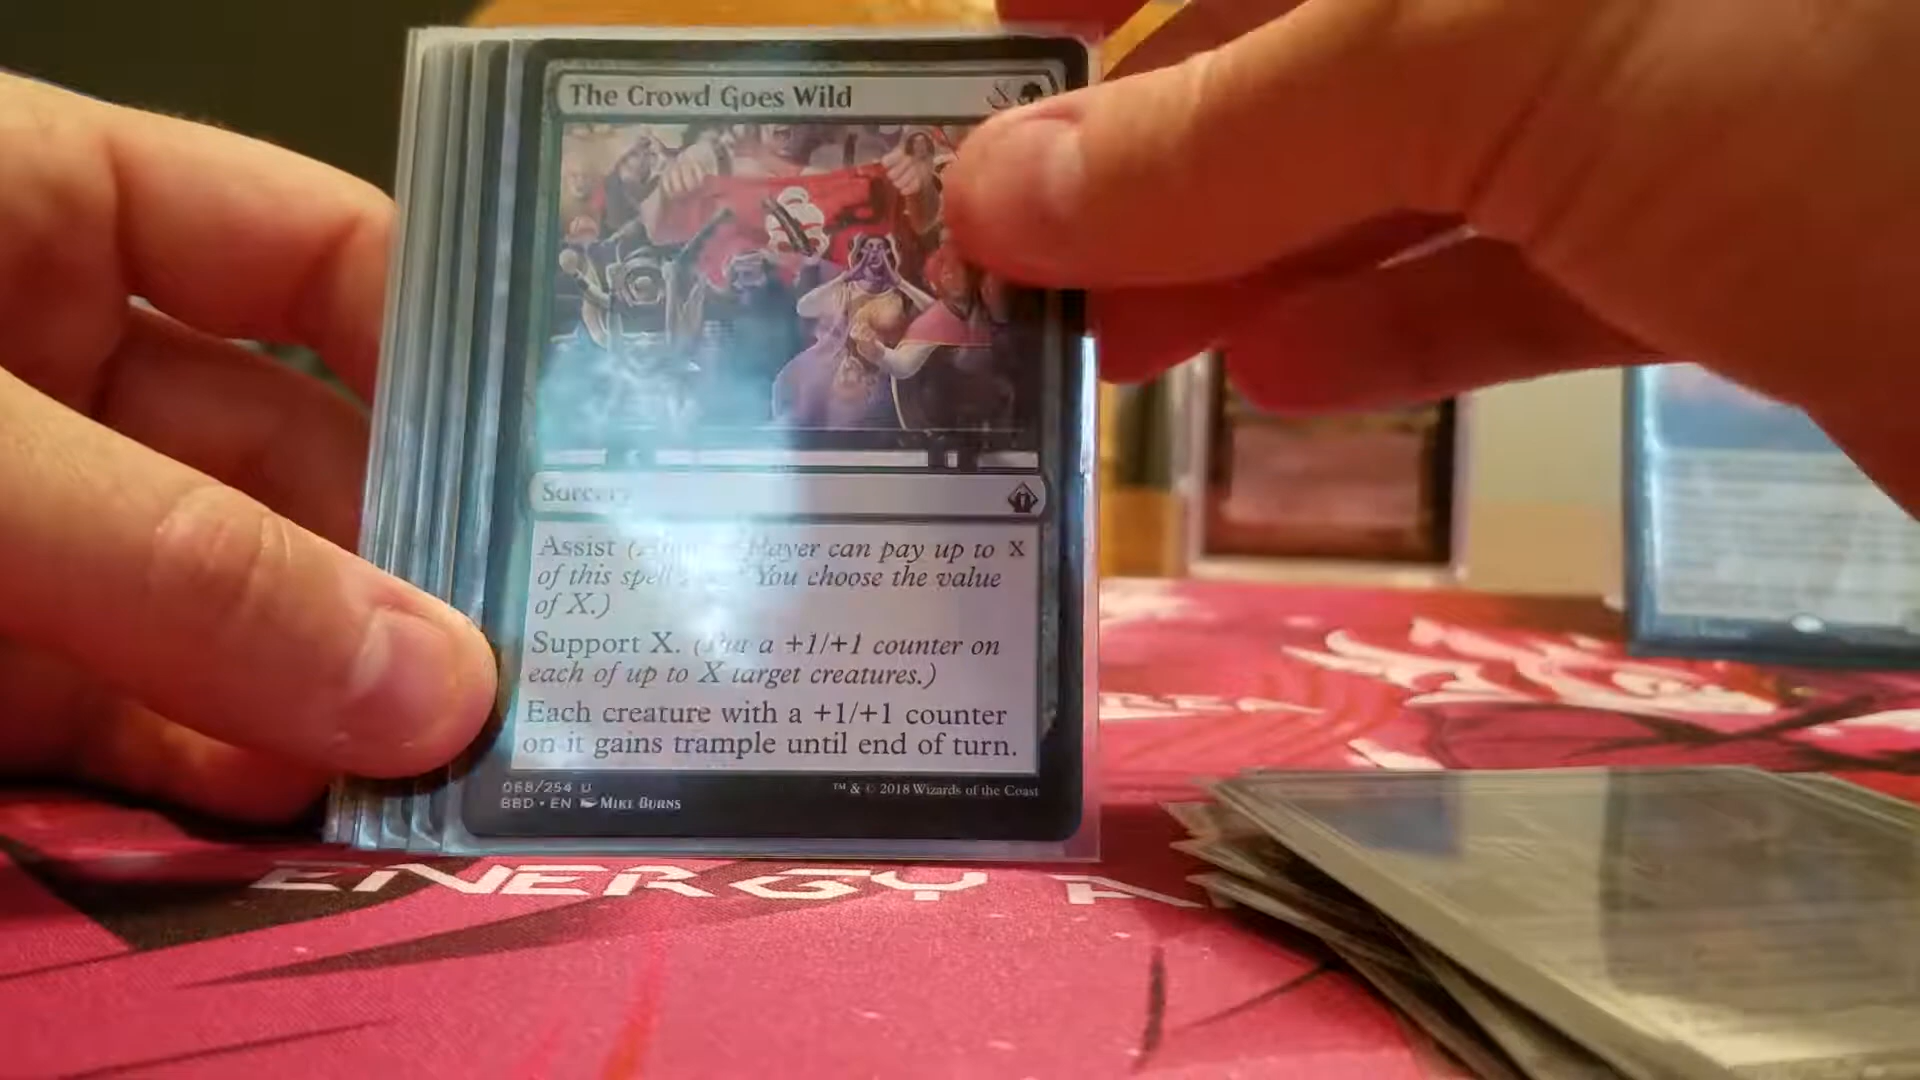 The Crowd Goes Wild X
Sorcery
Assist (Another player can pay up to X
of this spell's You choose the value
of X.)
Support X. (Put a +1/+1 counter on
each of up to X target creatures.)
Each creature with a +1/+1 counter
on it gains trample until end of turn.
068/254 U
BBD • EN MIKE BURNS
™ & © 2018 Wizards of the Coast
ENERGY